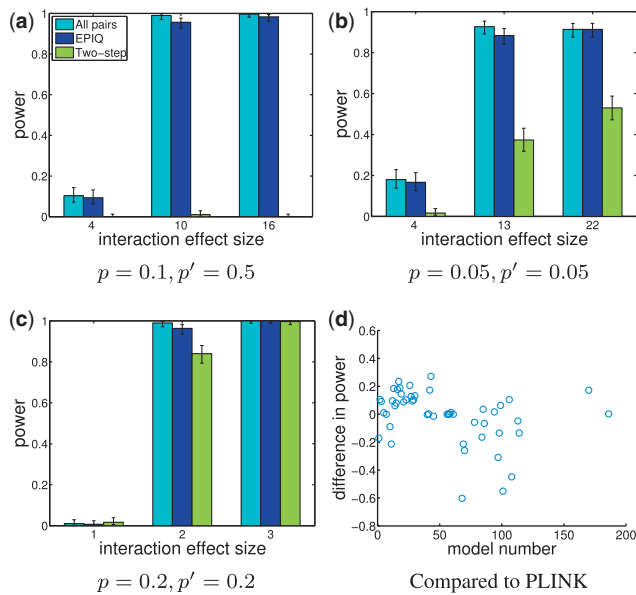 (a)
All pairs
EPIQ
Two-step
power
1
0.8
0.6
0.4
0.2
0
4
10
16
interaction effect size
p = 0.1, p′ = 0.5
(b)
power
1
0.8
0.6
0.4
0.2
0
4
13
22
interaction effect size
p = 0.05, p′ = 0.05
(c)
power
1
0.8
0.6
0.4
0.2
0
1
2
3
interaction effect size
p = 0.2, p′ = 0.2
(d)
difference in power
0.6
0.4
0.2
0
−0.2
−0.4
−0.6
−0.8
0
50
100
150
200
model number
Compared to PLINK